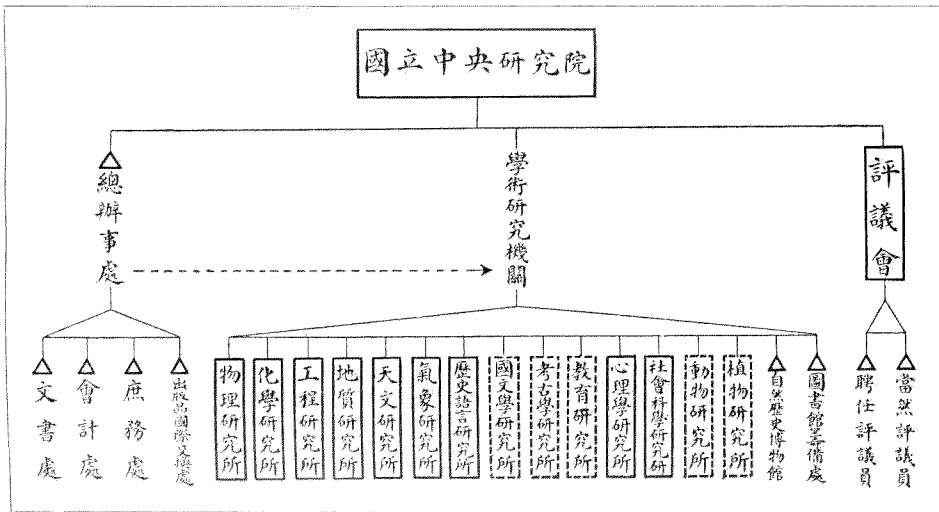 國立中央研究院
總辦事處
學術研究機關
評議會
文書處
會計處
庶務處
出版品國際交換處
物理研究所
化學研究所
工程研究所
地質研究所
天文研究所
氣象研究所
歷史語言研究所
國文學研究所
考古學研究所
教育研究所
心理學研究所
社會科學研究研
動物研究所
植物研究所
自然歷史博物館
圖書館籌備處
聘任評議員
當然評議員